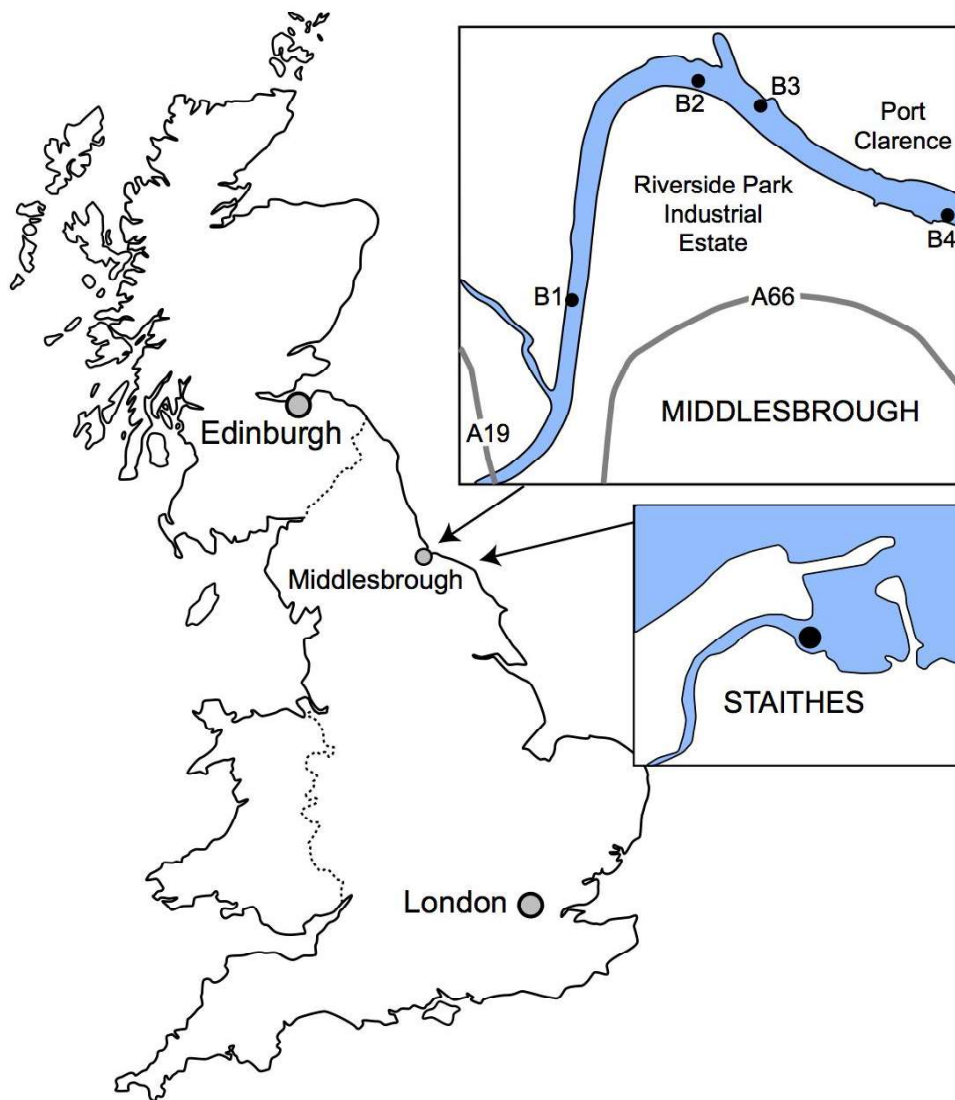 B2
B3
Port
Clarence
Riverside Park
Industrial
Estate
B4
B1
A66
MIDDLESBROUGH
A19
Edinburgh
Middlesbrough
STAITHES
London